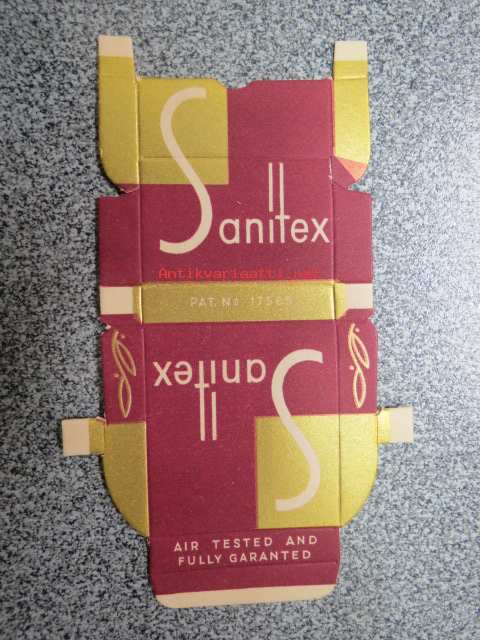 Sanitex
Antikvariaatti.net
PAT. No 17565
Sanitex
AIR TESTED AND
FULLY GARANTED